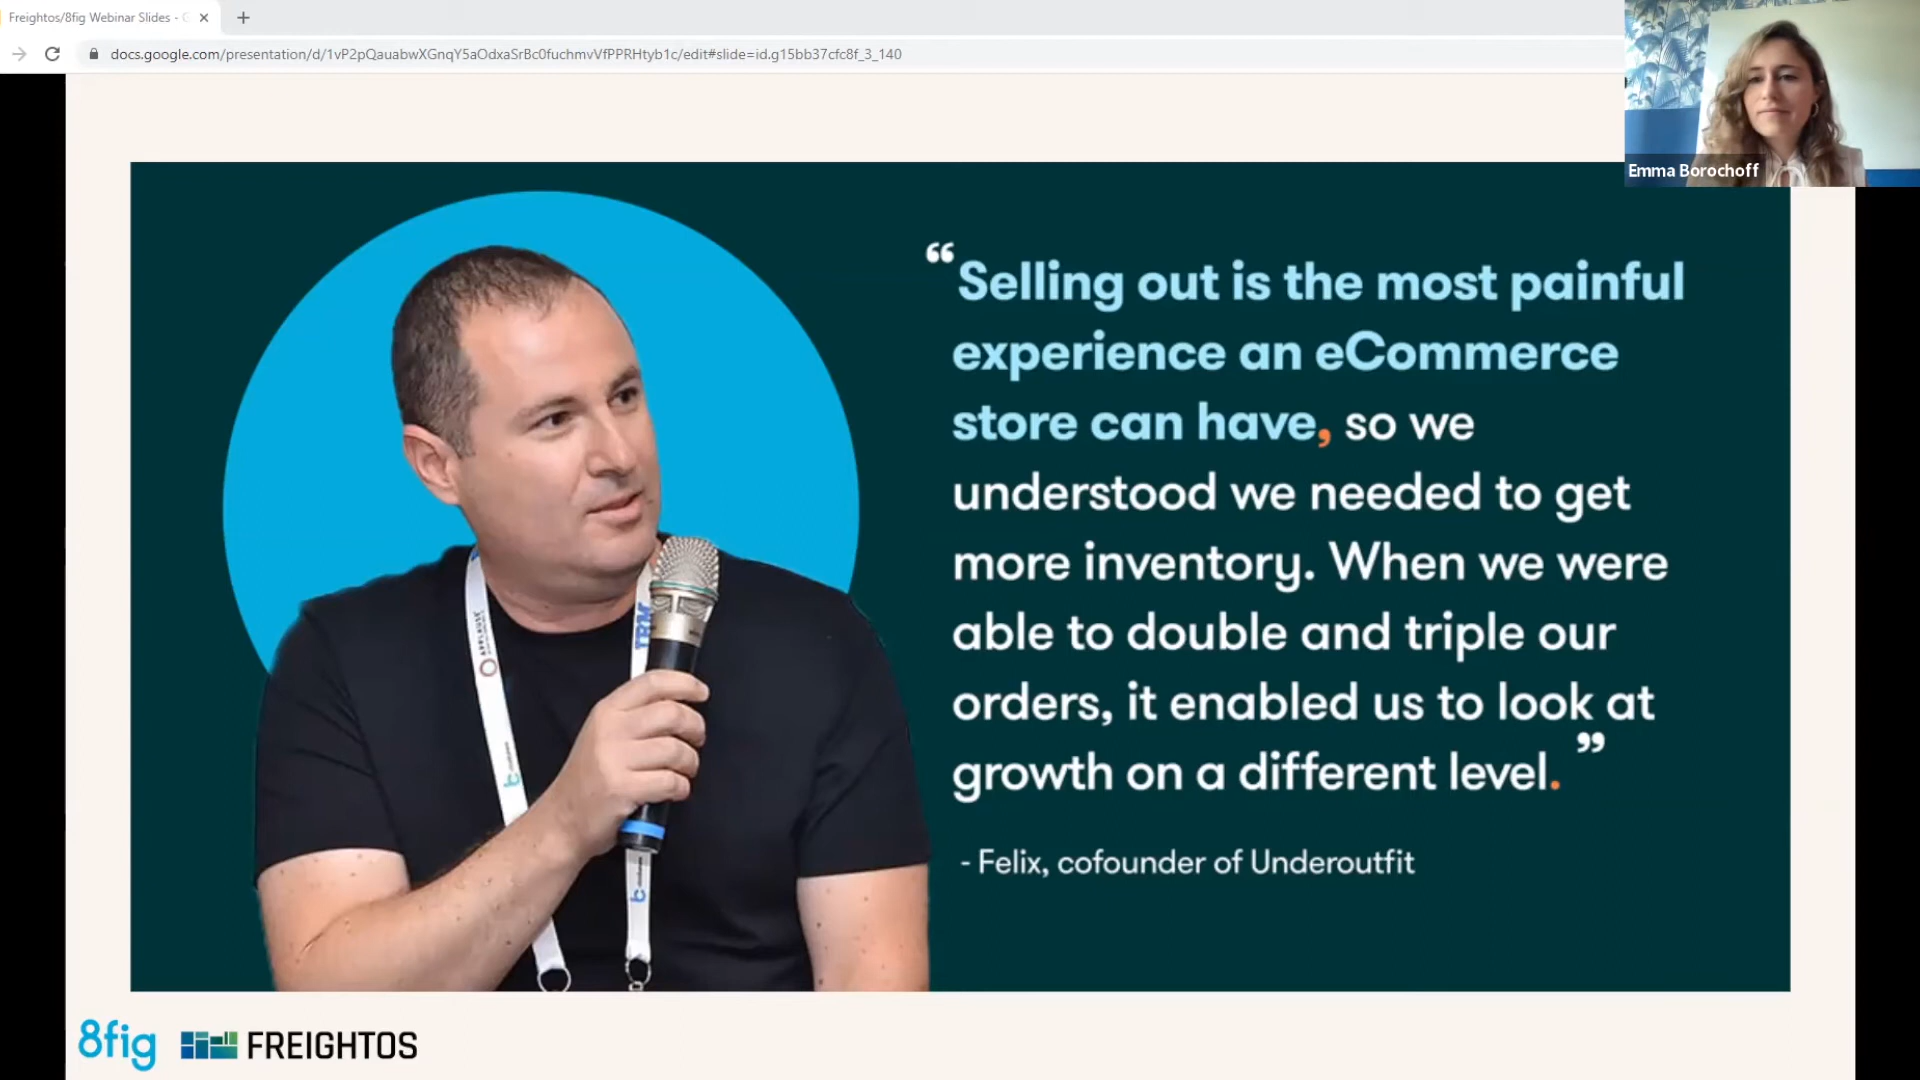 Freightos/8fig Webinar Slides -
docs.google.com/presentation/d/1vP2pQauabwXGnqY5aOdxaSrBc0fuchmvVfPPRHtyb1c/edit#slide=id.g15bb37cfc8f_3_140
Emma Borochoff
“Selling out is the most painful
experience an eCommerce
store can have, so we
understood we needed to get
more inventory. When we were
able to double and triple our
orders, it enabled us to look at
growth on a different level.”
- Felix, cofounder of Underoutfit
APPLAUSE
IBM
8fig FREIGHTOS